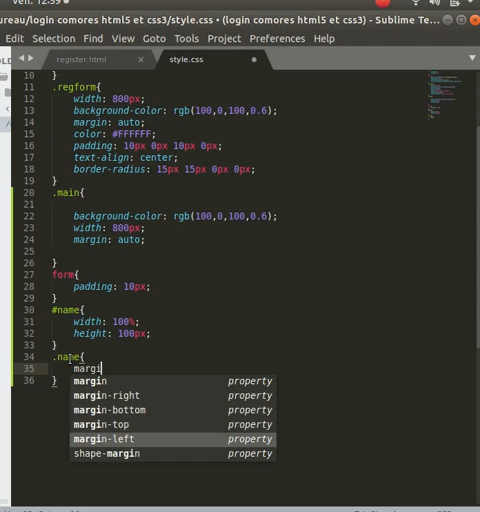 Ven. 12:59
ureau/login comores html5 et css3/style.css • (login comores html5 et css3) - Sublime Te...
Edit Selection Find View Goto Tools Project Preferences Help
register.html × style.css
10 }
11 .regform{
12 width: 800px;
13 background-color: rgb(100,0,100,0.6);
14 margin: auto;
15 color: #FFFFFF;
16 padding: 10px 0px 10px 0px;
17 text-align: center;
18 border-radius: 15px 15px 0px 0px;
19 }
20 .main{
21
22 background-color: rgb(100,0,100,0.6);
23 width: 800px;
24 margin: auto;
25
26 }
27 form{
28 padding: 10px;
29 }
30 #name{
31 width: 100%;
32 height: 100px;
33 }
34 .name{
35 margi
36 }
margin property
margin-right property
margin-bottom property
margin-top property
margin-left property
shape-margin property